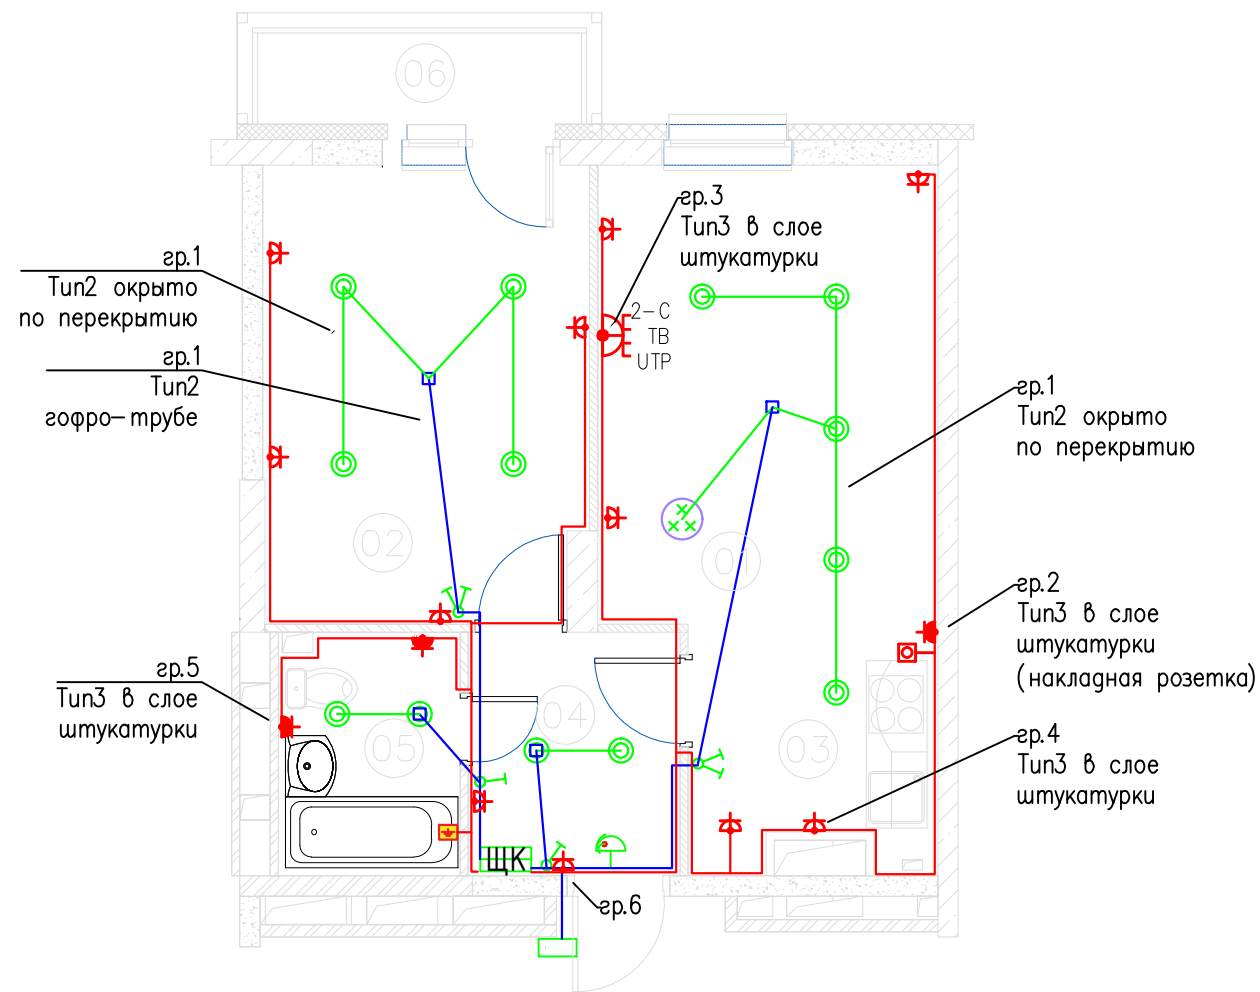 06
гр.3
Тип3 в слое
штукатурки
гр.1
Тип2 окрыто
по перекрытию
2-С
ТВ
UTP
гр.1
Тип2
гофро-трубе
гр.1
Тип2 окрыто
по перекрытию
02
01
гр.2
Тип3 в слое
штукатурки
(накладная розетка)
гр.5
Тип3 в слое
штукатурки
04
05
03
гр.4
Тип3 в слое
штукатурки
ЩК
гр.6